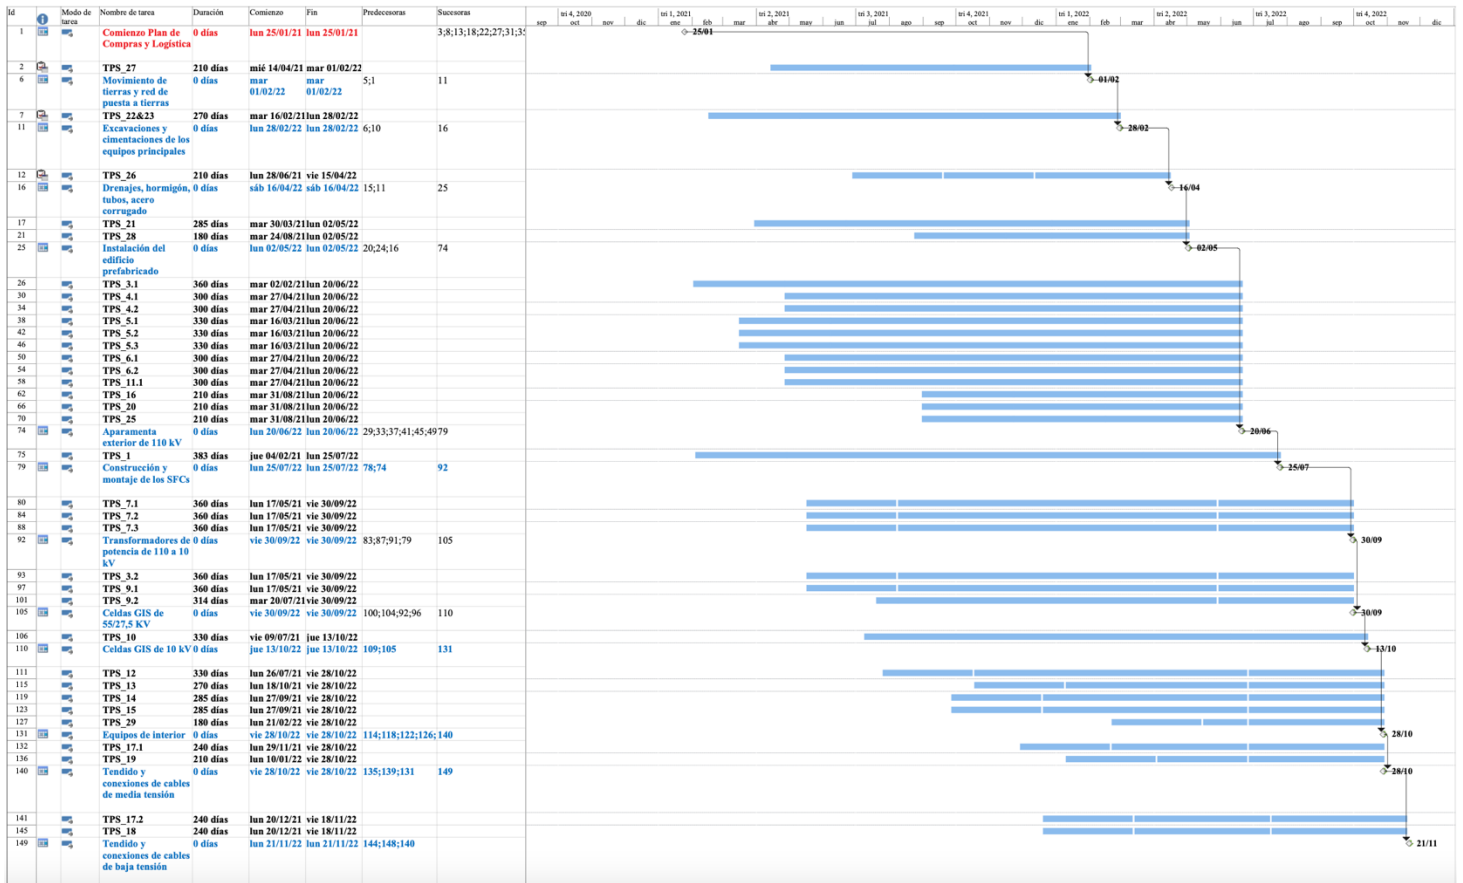 Id Modo de tarea Nombre de tarea Duración Comienzo Fin Predecesoras Sucesoras
tri 4, 2020 tri 1, 2021 tri 2, 2021 tri 3, 2021 tri 4, 2021 tri 1, 2022 tri 2, 2022 tri 3, 2022 tri 4, 2022
sep oct nov dic ene feb mar abr may jun jul ago sep oct nov dic ene feb mar abr may jun jul ago sep oct nov dic
1 Comienzo Plan de 0 días lun 25/01/21 lun 25/01/21 3;8;13;18;22;27;31;35 25/01
Compras y Logística
2 TPS_27 210 días mié 14/04/21 mar 01/02/22
6 Movimiento de 0 días mar mar 5;1 11 01/02
tierras y red de 01/02/22 01/02/22
puesta a tierras
7 TPS_22&23 270 días mar 16/02/21 lun 28/02/22
11 Excavaciones y 0 días lun 28/02/22 lun 28/02/22 6;10 16 28/02
cimentaciones de los
equipos principales
12 TPS_26 210 días lun 28/06/21 vie 15/04/22
16 Drenajes, hormigón, 0 días sáb 16/04/22 sáb 16/04/22 15;11 25 16/04
tubos, acero
corrugado
17 TPS_21 285 días mar 30/03/21 lun 02/05/22
21 TPS_28 180 días mar 24/08/21 lun 02/05/22
25 Instalación del 0 días lun 02/05/22 lun 02/05/22 20;24;16 74 02/05
edificio
prefabricado
26 TPS_3.1 360 días mar 02/02/21 lun 20/06/22
30 TPS_4.1 300 días mar 27/04/21 lun 20/06/22
34 TPS_4.2 300 días mar 27/04/21 lun 20/06/22
38 TPS_5.1 330 días mar 16/03/21 lun 20/06/22
42 TPS_5.2 330 días mar 16/03/21 lun 20/06/22
46 TPS_5.3 330 días mar 16/03/21 lun 20/06/22
50 TPS_6.1 300 días mar 27/04/21 lun 20/06/22
54 TPS_6.2 300 días mar 27/04/21 lun 20/06/22
58 TPS_11.1 300 días mar 27/04/21 lun 20/06/22
62 TPS_16 210 días mar 31/08/21 lun 20/06/22
66 TPS_20 210 días mar 31/08/21 lun 20/06/22
70 TPS_25 210 días mar 31/08/21 lun 20/06/22
74 Aparamenta 0 días lun 20/06/22 lun 20/06/22 29;33;37;41;45;49 79 20/06
exterior de 110 kV
75 TPS_1 383 días jue 04/02/21 lun 25/07/22
79 Construcción y 0 días lun 25/07/22 lun 25/07/22 78;74 92 25/07
montaje de los SFCs
80 TPS_7.1 360 días lun 17/05/21 vie 30/09/22
84 TPS_7.2 360 días lun 17/05/21 vie 30/09/22
88 TPS_7.3 360 días lun 17/05/21 vie 30/09/22
92 Transformadores de 0 días vie 30/09/22 vie 30/09/22 83;87;91;79 105 30/09
potencia de 110 a 10
kV
93 TPS_3.2 360 días lun 17/05/21 vie 30/09/22
97 TPS_9.1 360 días lun 17/05/21 vie 30/09/22
101 TPS_9.2 314 días mar 20/07/21 vie 30/09/22
105 Celdas GIS de 0 días vie 30/09/22 vie 30/09/22 100;104;92;96 110 30/09
55/27,5 KV
106 TPS_10 330 días vie 09/07/21 jue 13/10/22
110 Celdas GIS de 10 kV 0 días jue 13/10/22 jue 13/10/22 109;105 131 13/10
111 TPS_12 330 días lun 26/07/21 vie 28/10/22
115 TPS_13 270 días lun 18/10/21 vie 28/10/22
119 TPS_14 285 días lun 27/09/21 vie 28/10/22
123 TPS_15 285 días lun 27/09/21 vie 28/10/22
127 TPS_29 180 días lun 21/02/22 vie 28/10/22
131 Equipos de interior 0 días vie 28/10/22 vie 28/10/22 114;118;122;126; 140 28/10
132 TPS_17.1 240 días lun 29/11/21 vie 28/10/22
136 TPS_19 210 días lun 10/01/22 vie 28/10/22
140 Tendido y 0 días vie 28/10/22 vie 28/10/22 135;139;131 149 28/10
conexiones de cables
de media tensión
141 TPS_17.2 240 días lun 20/12/21 vie 18/11/22
145 TPS_18 240 días lun 20/12/21 vie 18/11/22
149 Tendido y 0 días lun 21/11/22 lun 21/11/22 144;148;140 21/11
conexiones de cables
de baja tensión